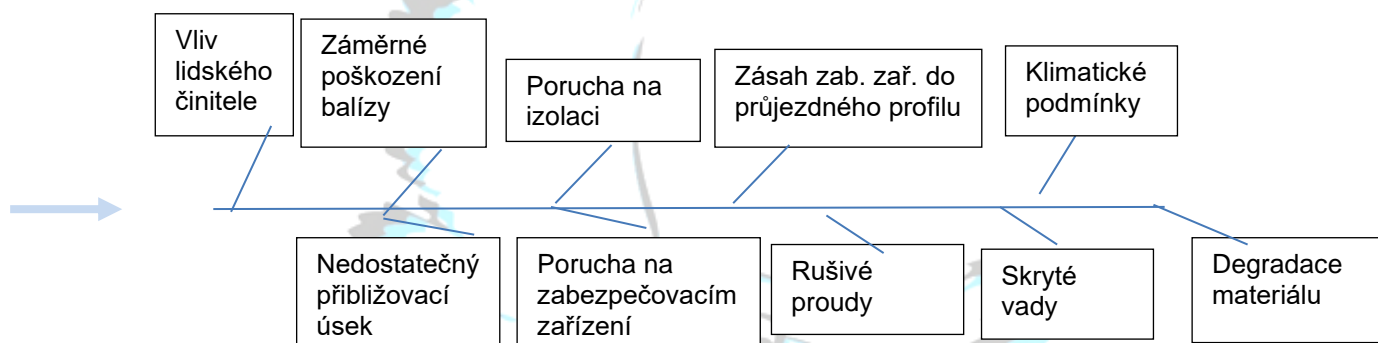 Vliv
lidského
činitele
Záměrné
poškození
balízy
Porucha na
izolaci
Zásah zab. zař. do
průjezdného profilu
Klimatické
podmínky
Nedostatečný
přibližovací
úsek
Porucha na
zabezpečovacím
zařízení
Rušivé
proudy
Skryté
vady
Degradace
materiálu